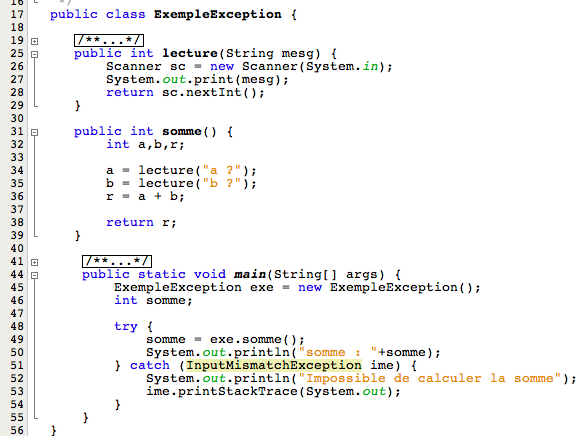 16 */
17 public class ExempleException {
18
19 /**...*/
25 public int lecture(String mesg) {
26 Scanner sc = new Scanner(System.in);
27 System.out.print(mesg);
28 return sc.nextInt();
29 }
30
31 public int somme() {
32 int a,b,r;
33
34 a = lecture("a ?");
35 b = lecture("b ?");
36 r = a + b;
37
38 return r;
39 }
40
41 /**...*/
44 public static void main(String[] args) {
45 ExempleException exe = new ExempleException();
46 int somme;
47
48 try {
49 somme = exe.somme();
50 System.out.println("somme : "+somme);
51 } catch (InputMismatchException ime) {
52 System.out.println("Impossible de calculer la somme");
53 ime.printStackTrace(System.out);
54 }
55 }
56 }